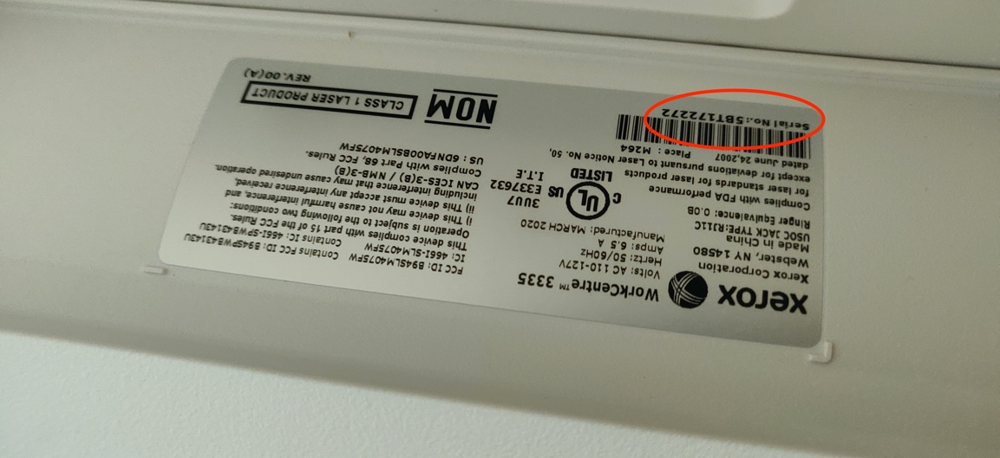 xerox WorkCentre™ 3335
Xerox Corporation
Webster, NY 14580
Made in China
USOC JACK TYPE:RJ11C
Ringer Equivalence: 0.0B
Volts: AC 110-127V
Hertz: 50/60Hz
Amps: 6.5 A
Manufactured: MARCH 2020
Complies with FDA performance
for laser standards for laser products
except for deviations pursuant to Laser Notice No. 50,
dated June 24,2007 Place : M264
C UL US
LISTED
3UU7
E337632
I.T.E
Serial No.:5BT172272
FCC ID: B94SLM4075FW Contains FCC ID: B94SPWB43143U
IC: 466I-SLM4075FW Contains IC: 466I-SPWB43143U
This device complies with part 15 of the FCC Rules.
Operation is subject to the following two conditions:
i) This device may not cause harmful interference, and
ii) This device must accept any interference received,
including interference that may cause undesired operation.
CAN ICES-3(B) / NMB-3(B)
Complies with Part 68, FCC Rules.
US : 6DNFA00BSLM4075FW
NOM
CLASS 1 LASER PRODUCT
REV.00(A)